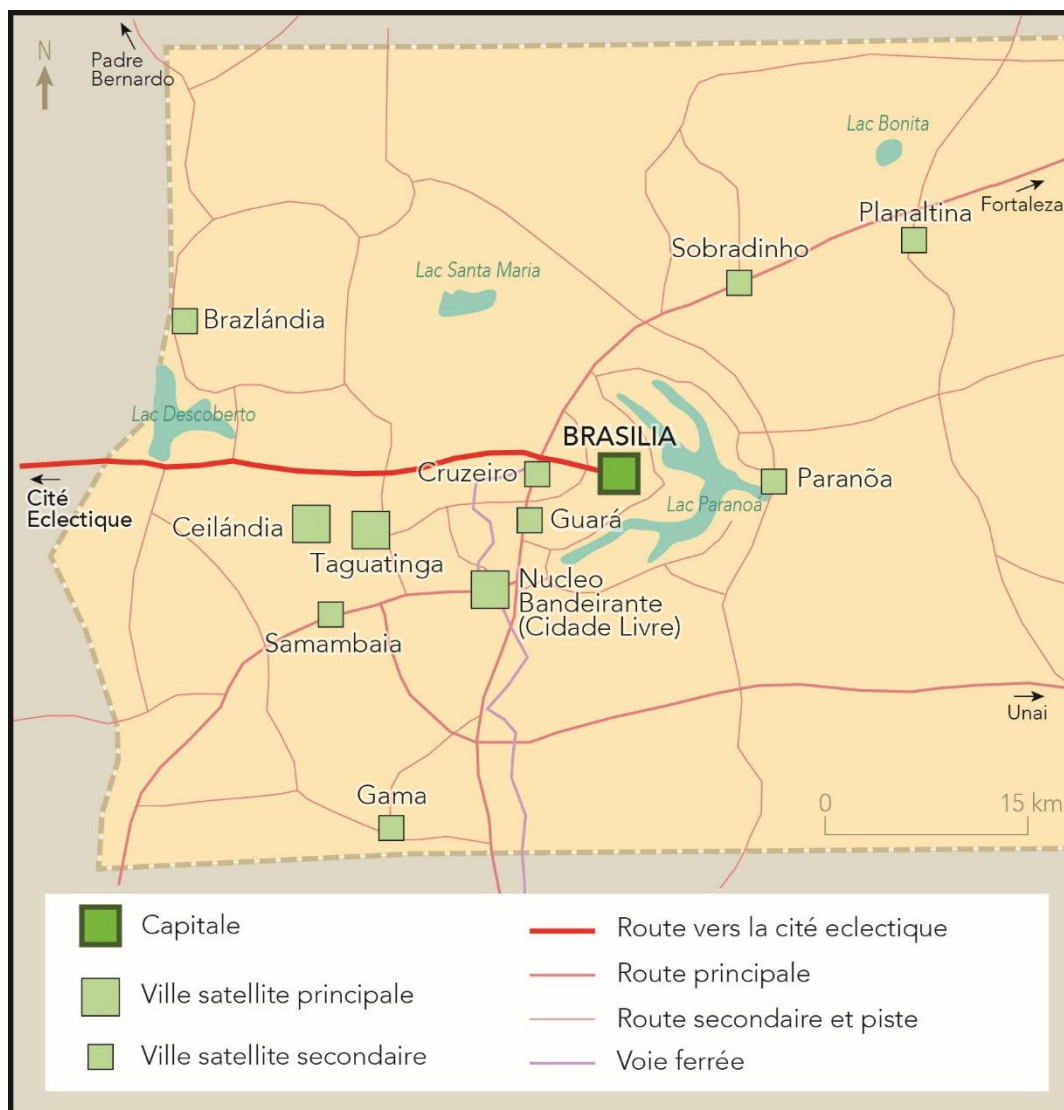 N
Padre
Bernardo
Lac Bonita
Fortaleza
Planaltina
Sobradinho
Lac Santa Maria
Brazlándia
Lac Descoberto
BRASILIA
Cruzeiro
Paranõa
Lac Paranoá
Cité
Eclectique
Ceilándia
Guará
Taguatinga
Nucleo
Bandeirante
(Cidade Livre)
Samambaia
Unai
Gama
0 15 km
Capitale
Ville satellite principale
Ville satellite secondaire
Route vers la cité eclectique
Route principale
Route secondaire et piste
Voie ferrée